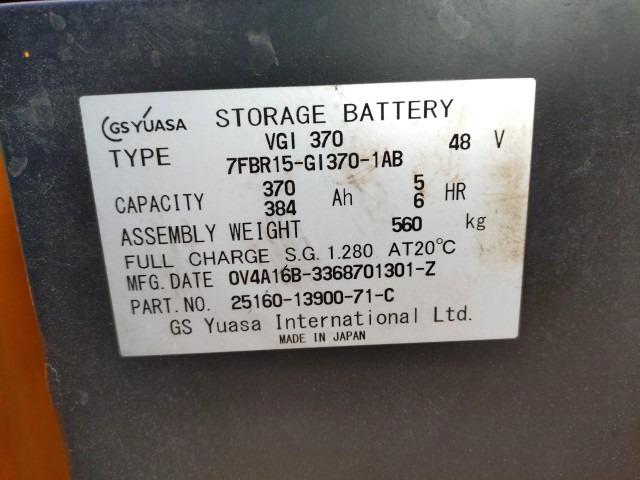 GS YUASA STORAGE BATTERY
TYPE VGI 370 48 V
7FBR15-GI370-1AB
CAPACITY 370 Ah 5 HR
384 6
ASSEMBLY WEIGHT 560 kg
FULL CHARGE S.G. 1.280 AT20℃
MFG. DATE 0V4A16B-3368701301-Z
PART. NO. 25160-13900-71-C
GS Yuasa International Ltd.
MADE IN JAPAN